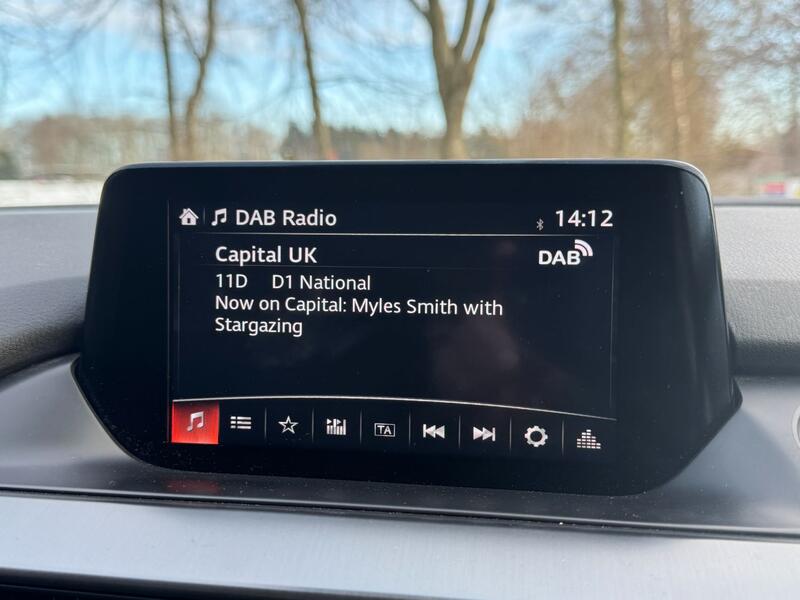 DAB Radio 14:12
Capital UK DAB
11D D1 National
Now on Capital: Myles Smith with
Stargazing
TA